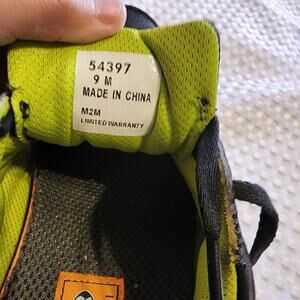 54397
9 M
MADE IN CHINA
M2M
LIMITED WARRANTY